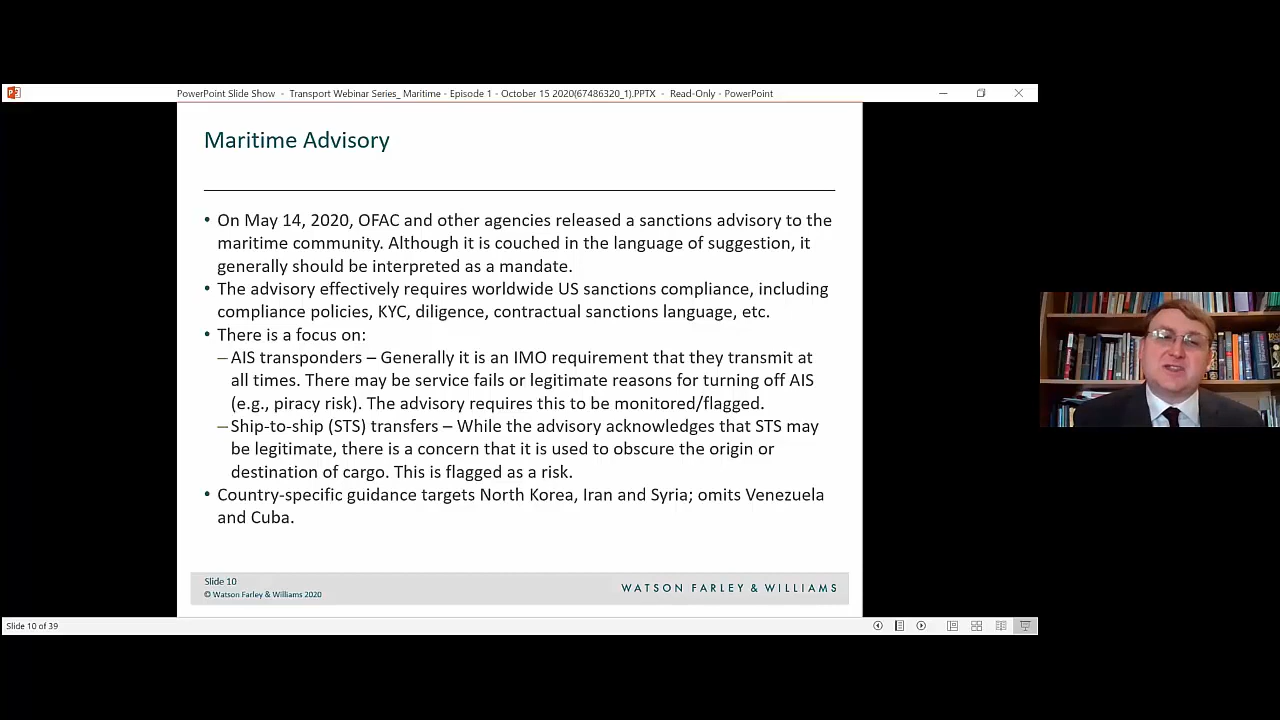 PowerPoint Slide Show - Transport Webinar Series_ Maritime - Episode 1 - October 15 2020(67486320_1).PPTX - Read-Only - PowerPoint
Maritime Advisory
• On May 14, 2020, OFAC and other agencies released a sanctions advisory to the
maritime community. Although it is couched in the language of suggestion, it
generally should be interpreted as a mandate.
• The advisory effectively requires worldwide US sanctions compliance, including
compliance policies, KYC, diligence, contractual sanctions language, etc.
• There is a focus on:
– AIS transponders – Generally it is an IMO requirement that they transmit at
all times. There may be service fails or legitimate reasons for turning off AIS
(e.g., piracy risk). The advisory requires this to be monitored/flagged.
– Ship-to-ship (STS) transfers – While the advisory acknowledges that STS may
be legitimate, there is a concern that it is used to obscure the origin or
destination of cargo. This is flagged as a risk.
• Country-specific guidance targets North Korea, Iran and Syria; omits Venezuela
and Cuba.
Slide 10
© Watson Farley & Williams 2020
WATSON FARLEY & WILLIAMS
Slide 10 of 39